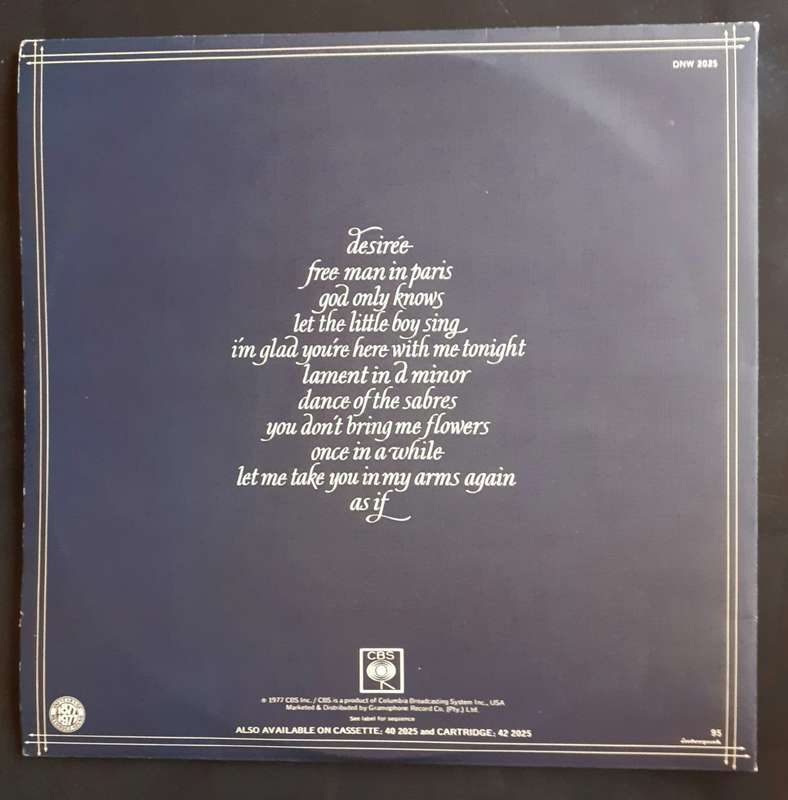 DNW 2025
desirée
free man in paris
god only knows
let the little boy sing
i'm glad you're here with me tonight
lament in d minor
dance of the sabres
you don't bring me flowers
once in a while
let me take you in my arms again
as if
CBS
℗ 1977 CBS Inc. / CBS is a product of Columbia Broadcasting System Inc., USA
Marketed & Distributed by Gramophone Record Co. (Pty.) Ltd.
See label for sequence
ALSO AVAILABLE ON CASSETTE: 40 2025 and CARTRIDGE: 42 2025
1877
1977
95